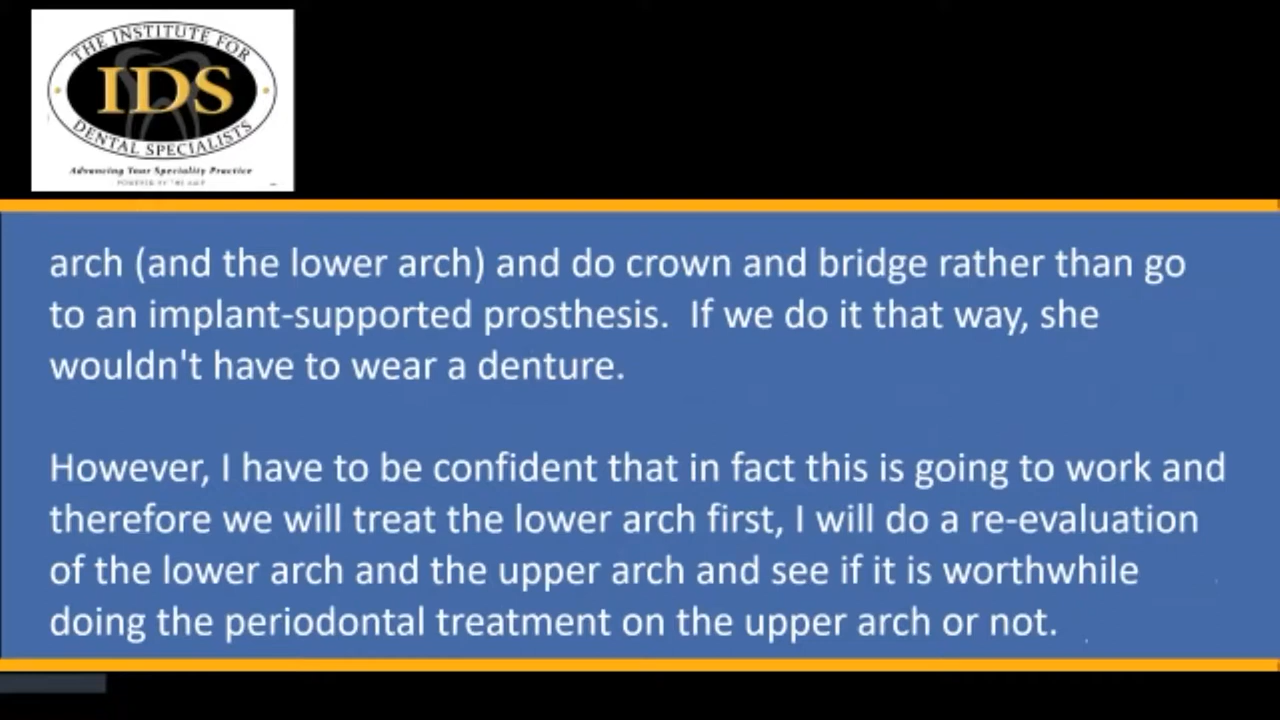 THE INSTITUTE FOR
IDS
DENTAL SPECIALISTS
Advancing Your Speciality Practice
POWERED BY THE
arch (and the lower arch) and do crown and bridge rather than go
to an implant-supported prosthesis.  If we do it that way, she
wouldn't have to wear a denture.
However, I have to be confident that in fact this is going to work and
therefore we will treat the lower arch first, I will do a re-evaluation
of the lower arch and the upper arch and see if it is worthwhile
doing the periodontal treatment on the upper arch or not.